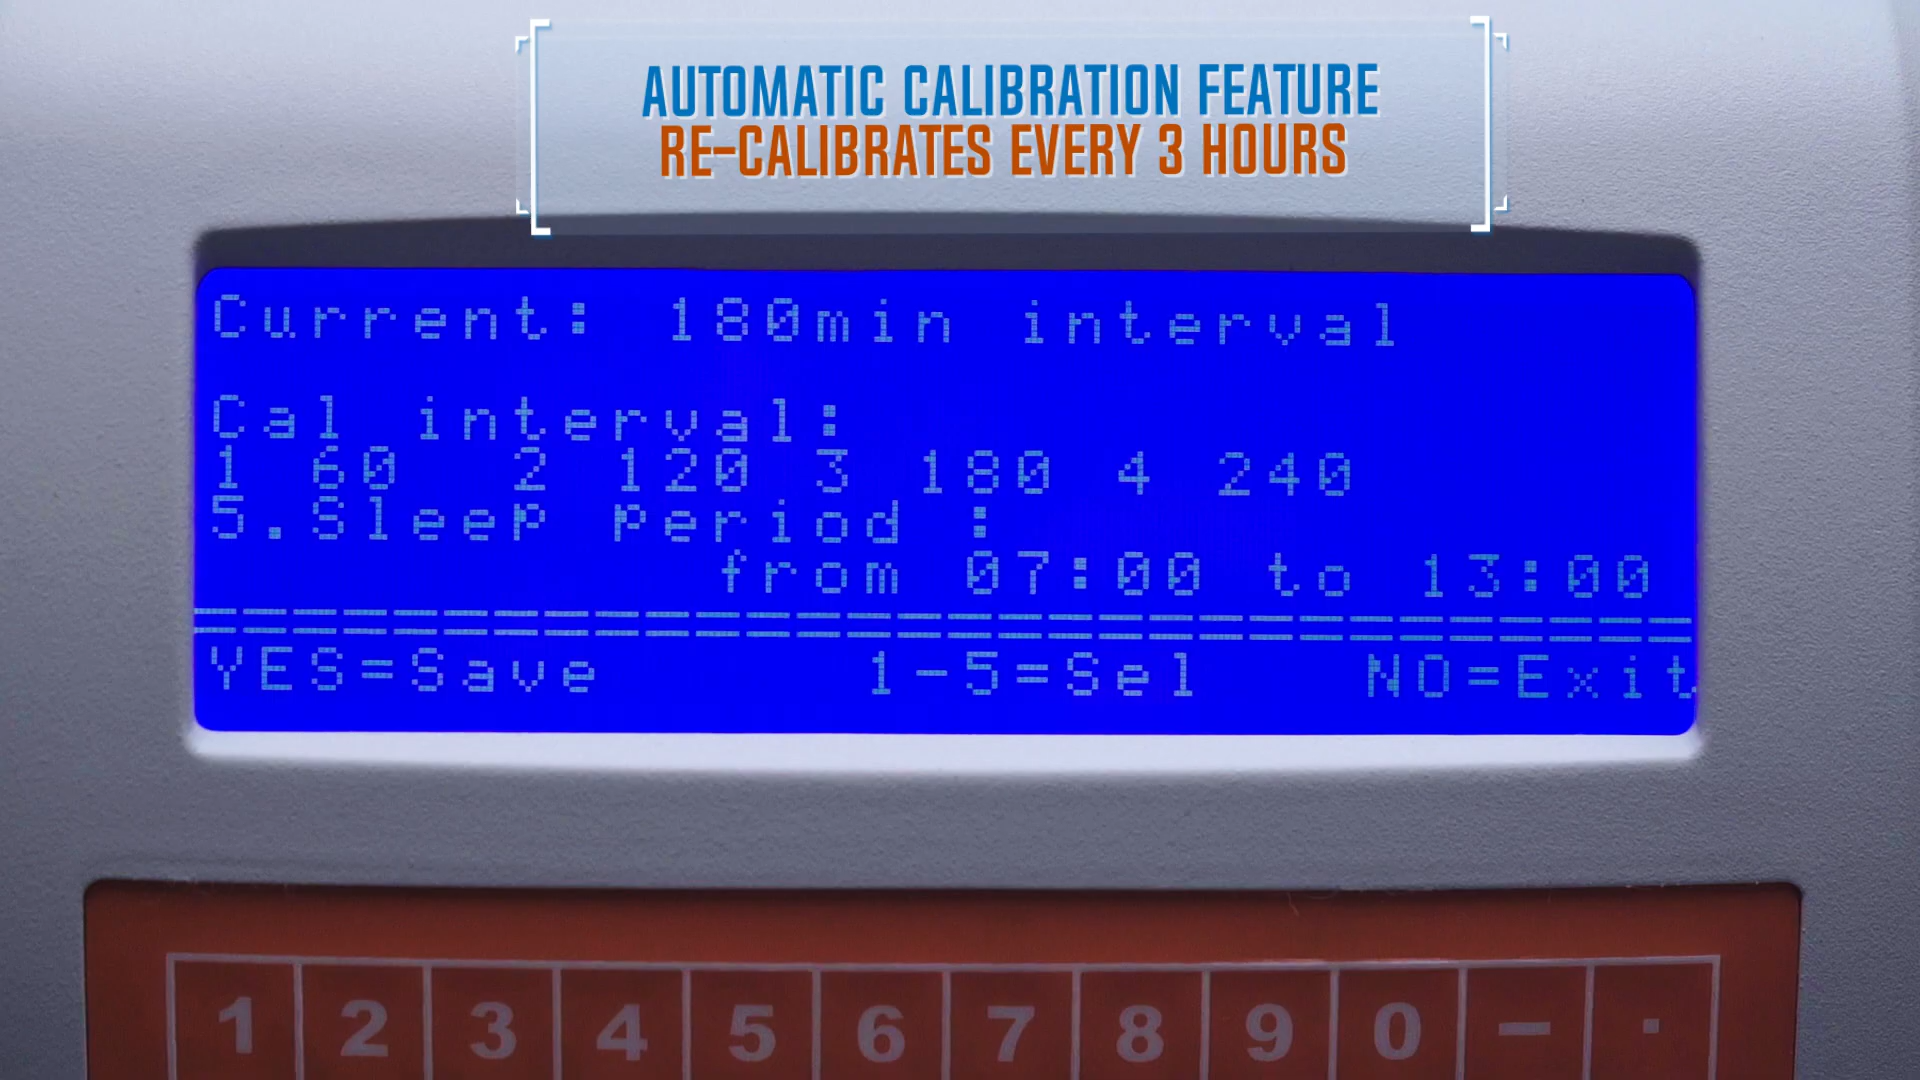 AUTOMATIC CALIBRATION FEATURE
RE-CALIBRATES EVERY 3 HOURS
Current: 180min interval
Cal interval:
1 60 2 120 3 180 4 240
5.Sleep period :
from 07:00 to 13:00
==============================
YES=Save 1-5=Sel NO=Exit
1 2 3 4 5 6 7 8 9 0 - .